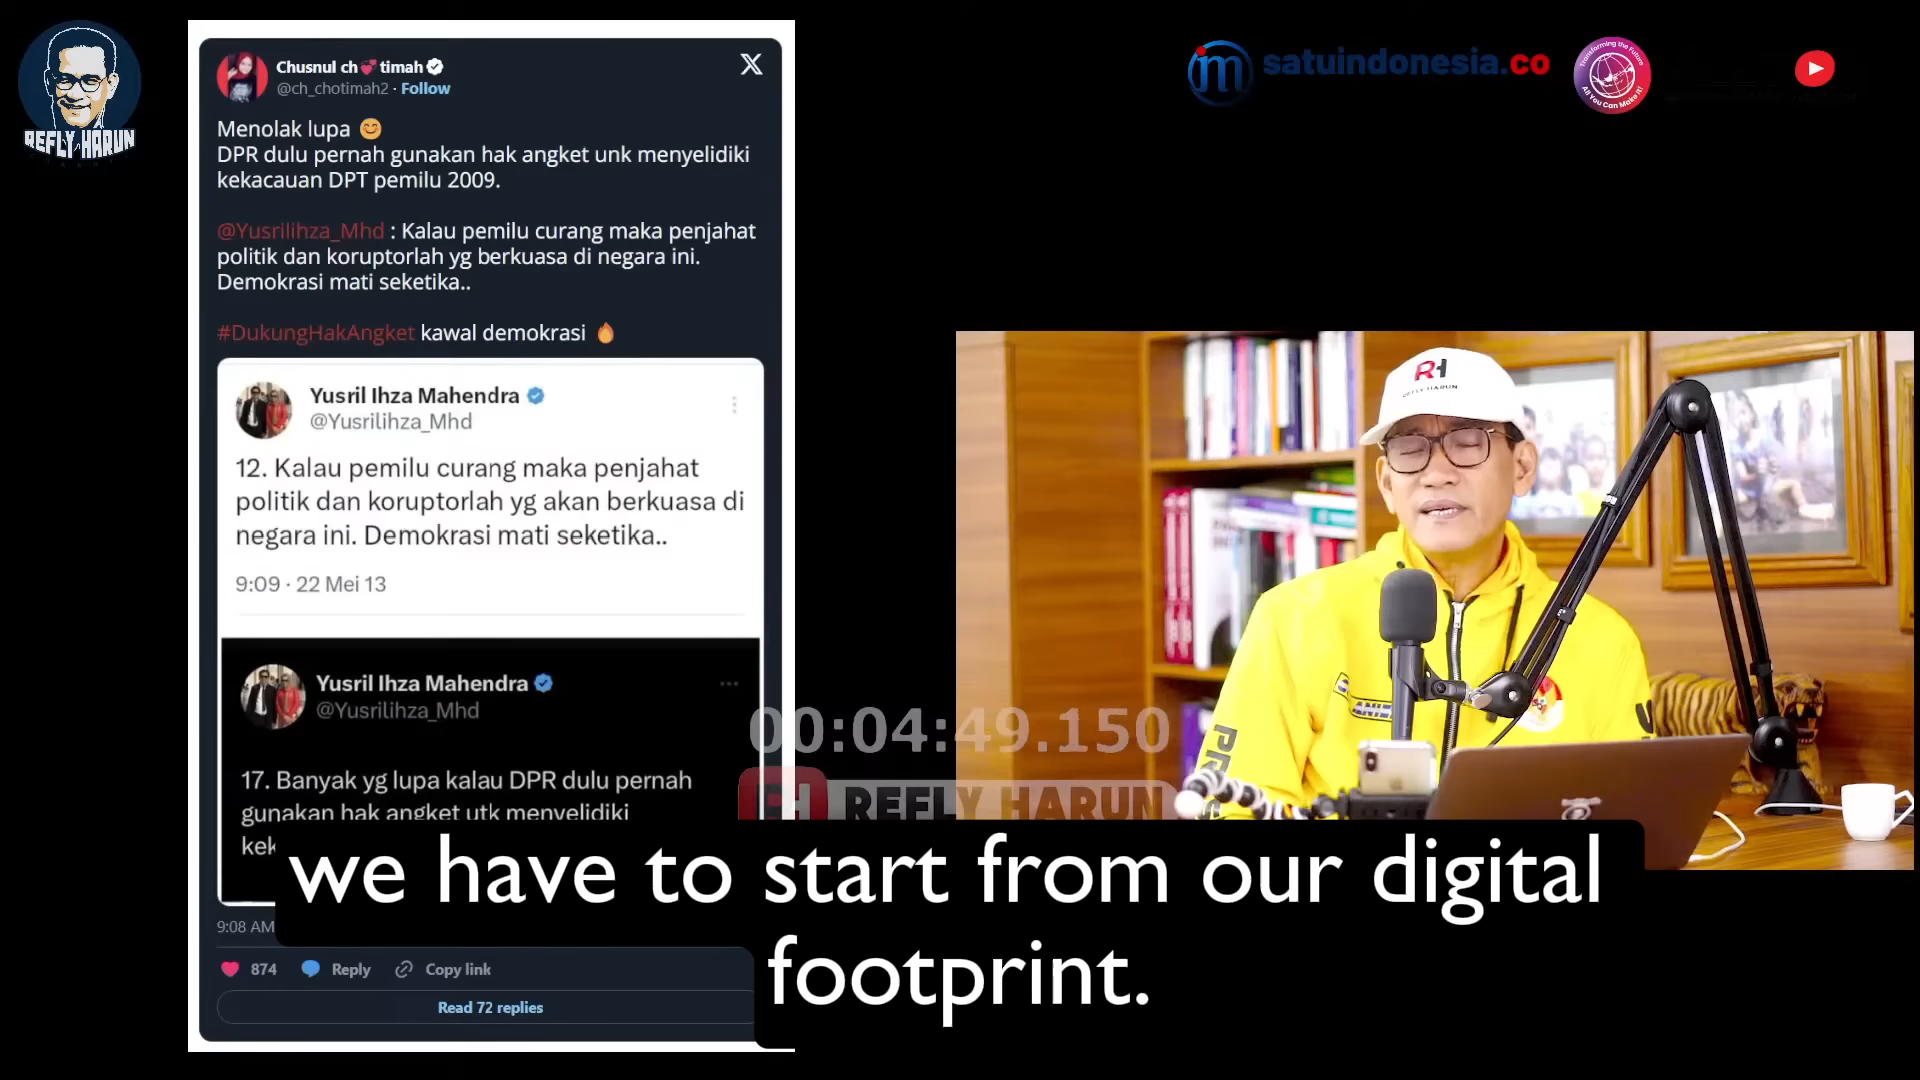 REFLY HARUN
Chusnul ch💕timah
@ch_chotimah2 · Follow
X
Menolak lupa 😊
DPR dulu pernah gunakan hak angket unk menyelidiki
kekacauan DPT pemilu 2009.
@Yusrilihza_Mhd : Kalau pemilu curang maka penjahat
politik dan koruptorlah yg berkuasa di negara ini.
Demokrasi mati seketika..
#DukungHakAngket kawal demokrasi 🔥
Yusril Ihza Mahendra
@Yusrilihza_Mhd
12. Kalau pemilu curang maka penjahat
politik dan koruptorlah yg akan berkuasa di
negara ini. Demokrasi mati seketika..
9:09 · 22 Mei 13
Yusril Ihza Mahendra
@Yusrilihza_Mhd
17. Banyak yg lupa kalau DPR dulu pernah
gunakan hak angket utk menyelidiki
9:08 AM
874 Reply Copy link
Read 72 replies
satuindonesia.co
Transforming the Future
All You Can Make It!
RH
REFLY HARUN
00:04:49.150
REFLY HARUN
we have to start from our digital
footprint.